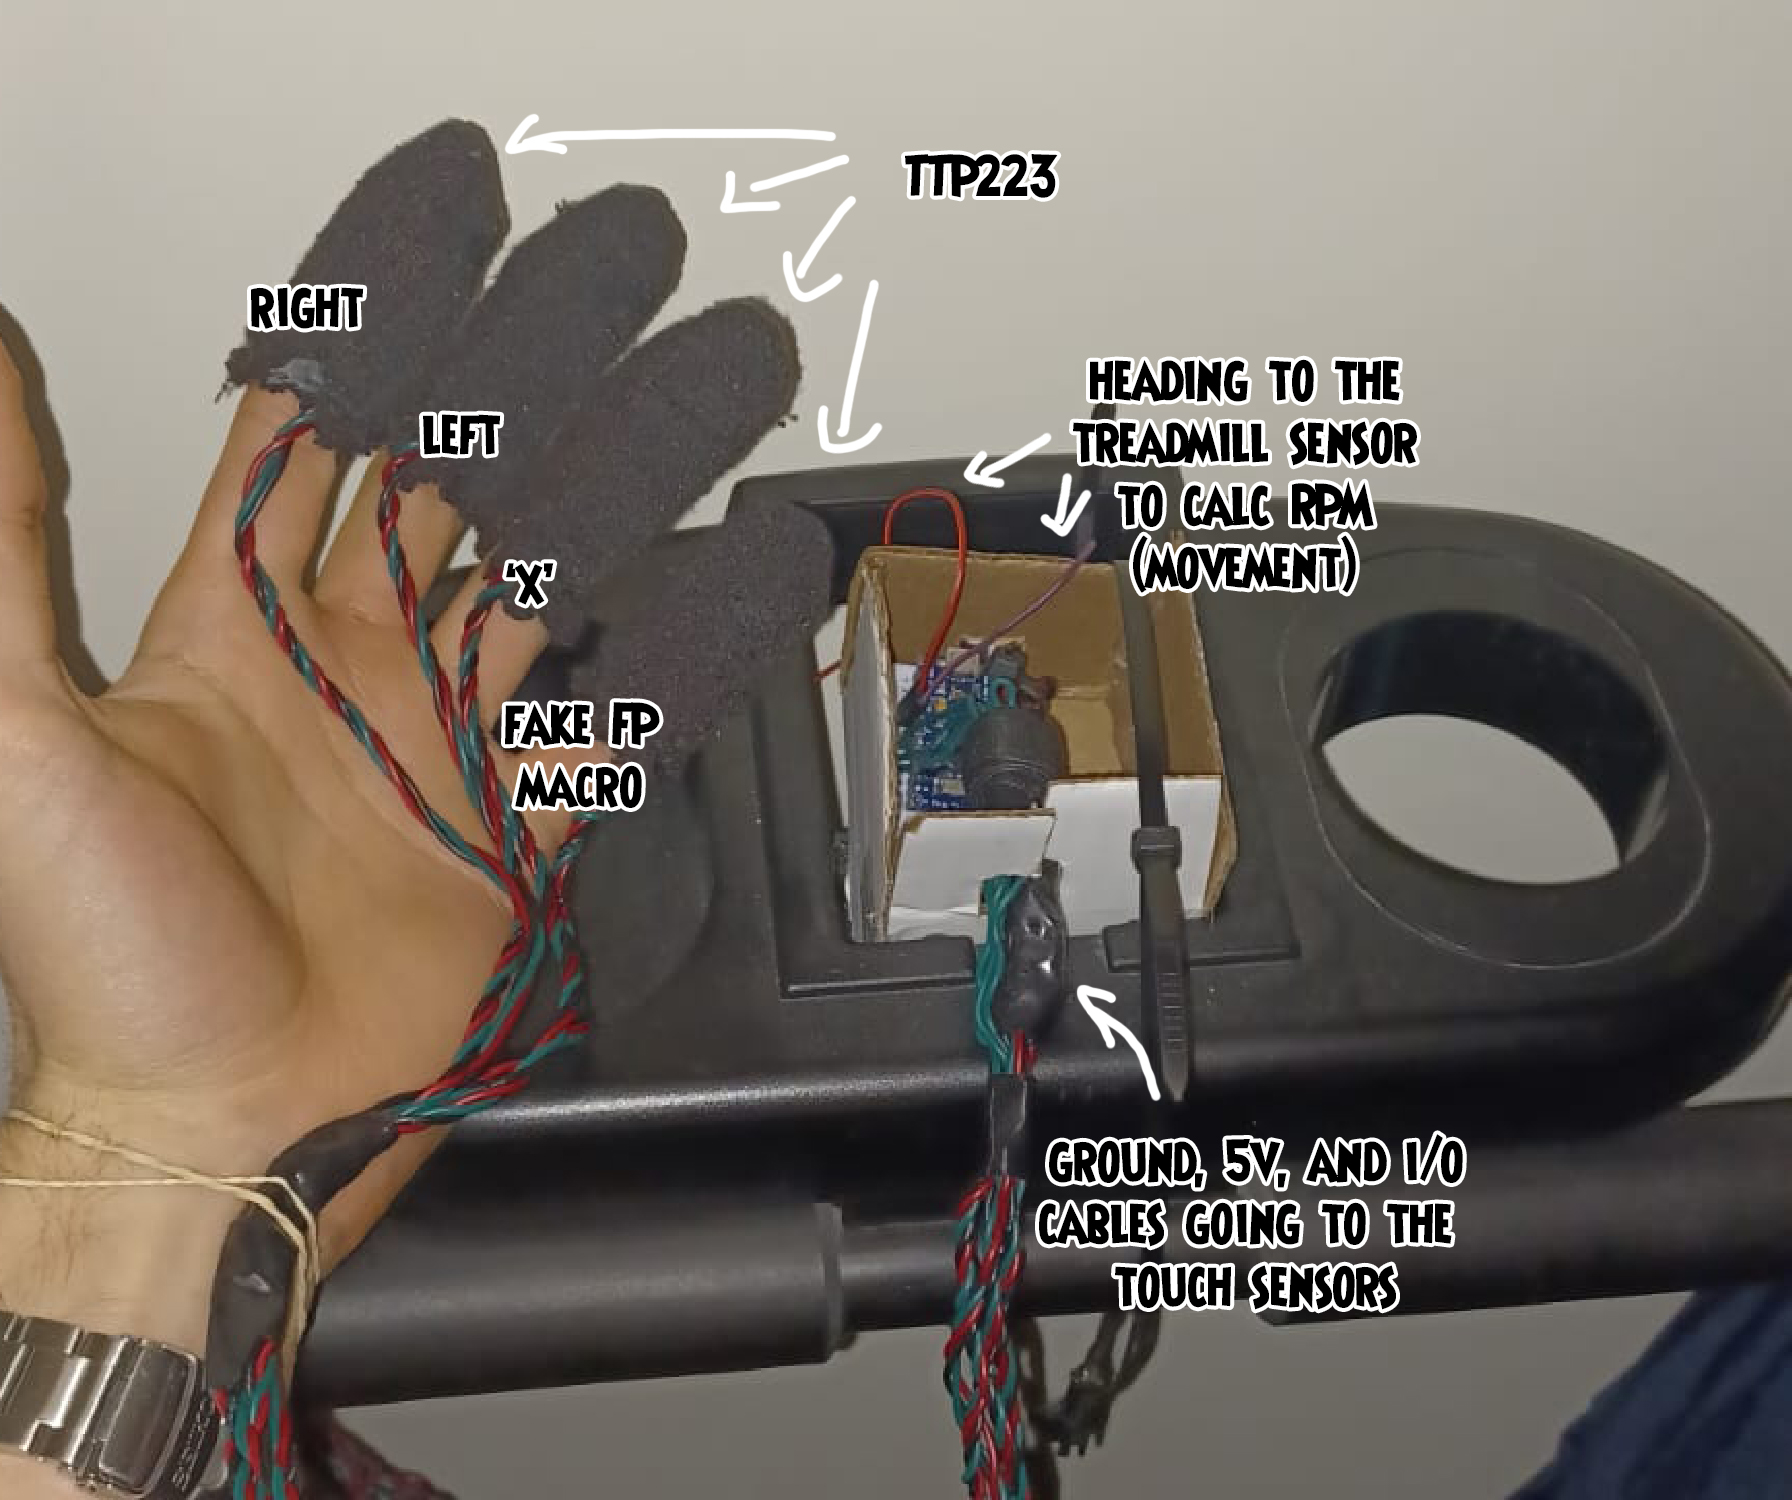 TTP223
RIGHT
HEADING TO THE
TREADMILL SENSOR
TO CALC RPM
(MOVEMENT)
LEFT
'X'
FAKE FP
MACRO
GROUND, 5V, AND I/O
CABLES GOING TO THE
TOUCH SENSORS